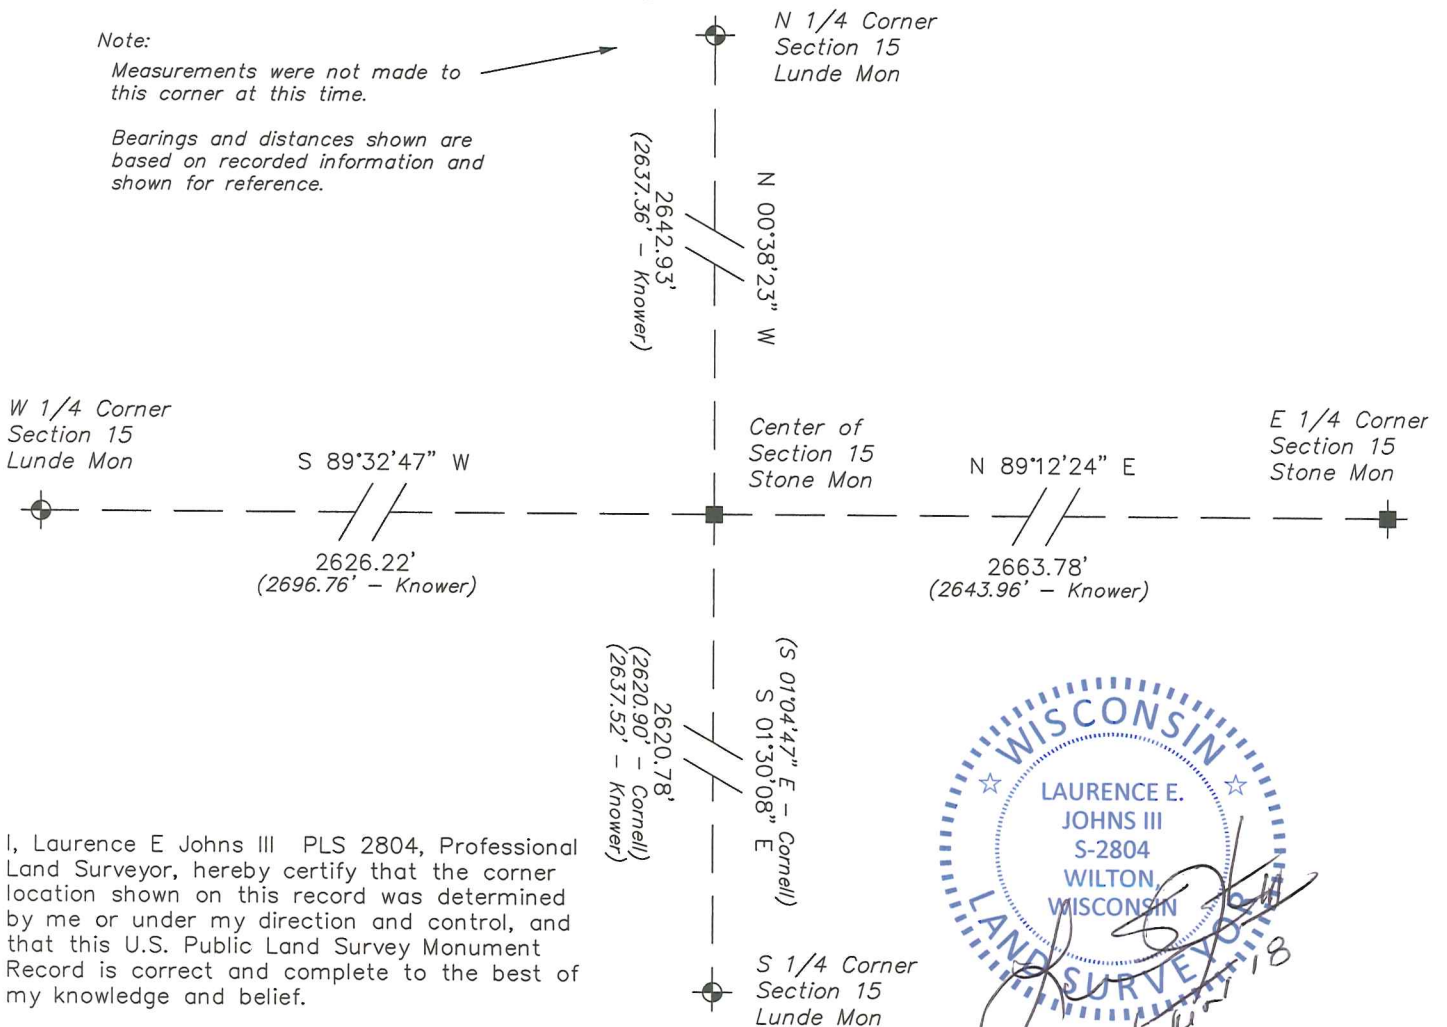 Note:
Measurements were not made to
this corner at this time.
Bearings and distances shown are
based on recorded information and
shown for reference.
N 1/4 Corner
Section 15
Lunde Mon
N 00°38'23" W
2642.93'
(2637.36' – Knower)
W 1/4 Corner
Section 15
Lunde Mon
S 89°32'47" W
2626.22'
(2696.76' – Knower)
Center of
Section 15
Stone Mon
N 89°12'24" E
2663.78'
(2643.96' – Knower)
E 1/4 Corner
Section 15
Stone Mon
(S 01°04'47" E – Cornell)
S 01°30'08" E
2620.78'
(2620.90' – Cornell)
(2637.52' – Knower)
S 1/4 Corner
Section 15
Lunde Mon
I, Laurence E Johns III PLS 2804, Professional
Land Surveyor, hereby certify that the corner
location shown on this record was determined
by me or under my direction and control, and
that this U.S. Public Land Survey Monument
Record is correct and complete to the best of
my knowledge and belief.
WISCONSIN
LAURENCE E.
JOHNS III
S-2804
WILTON,
WISCONSIN
LAND SURVEYOR